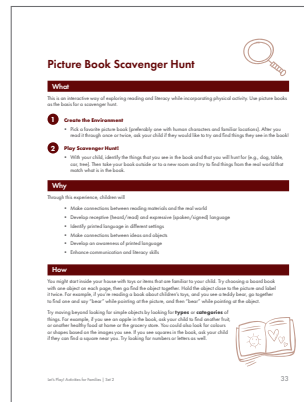 Picture Book Scavenger Hunt
What
This is an interactive way of exploring reading and literacy while incorporating physical activity. Use picture books
as the basis for a scavenger hunt.
1 Create the Environment
• Pick a favorite picture book (preferably one with human characters and familiar locations). After you
read it through once or twice, ask child if they would like to try and find things they see in the book!
2 Play Scavenger Hunt!
• With your child, identify the things that you see in the book and that you will hunt for (e.g., dog, table,
car, tree). Then take your book outside or to a new room and try to find things from the real world that
match what is in the book.
Why
Through this experience, children will
• Make connections between reading materials and the real world
• Develop receptive (heard/read) and expressive (spoken/signed) language
• Identify printed language in different settings
• Make connections between ideas and objects
• Develop an awareness of printed language
• Enhance communication and literacy skills
How
You might start inside your house with toys or items that are familiar to your child. Try choosing a board book
with one object on each page, then go find the object together. Hold the object close to the picture and label
it twice. For example, if you're reading a book about children's toys, and you see a teddy bear, go together
to find one and say "bear" while pointing at the picture, and then "bear" while pointing at the object.
Try moving beyond looking for simple objects by looking for types or categories of
things. For example, if you see an apple in the book, ask your child to find another fruit,
or another healthy food at home or the grocery store. You could also look for colours
or shapes based on the images you see. If you see squares in the book, ask your child
if they can find a square near you. Try looking for numbers or letters as well.
Let's Play! Activities for Families | Set 2
33